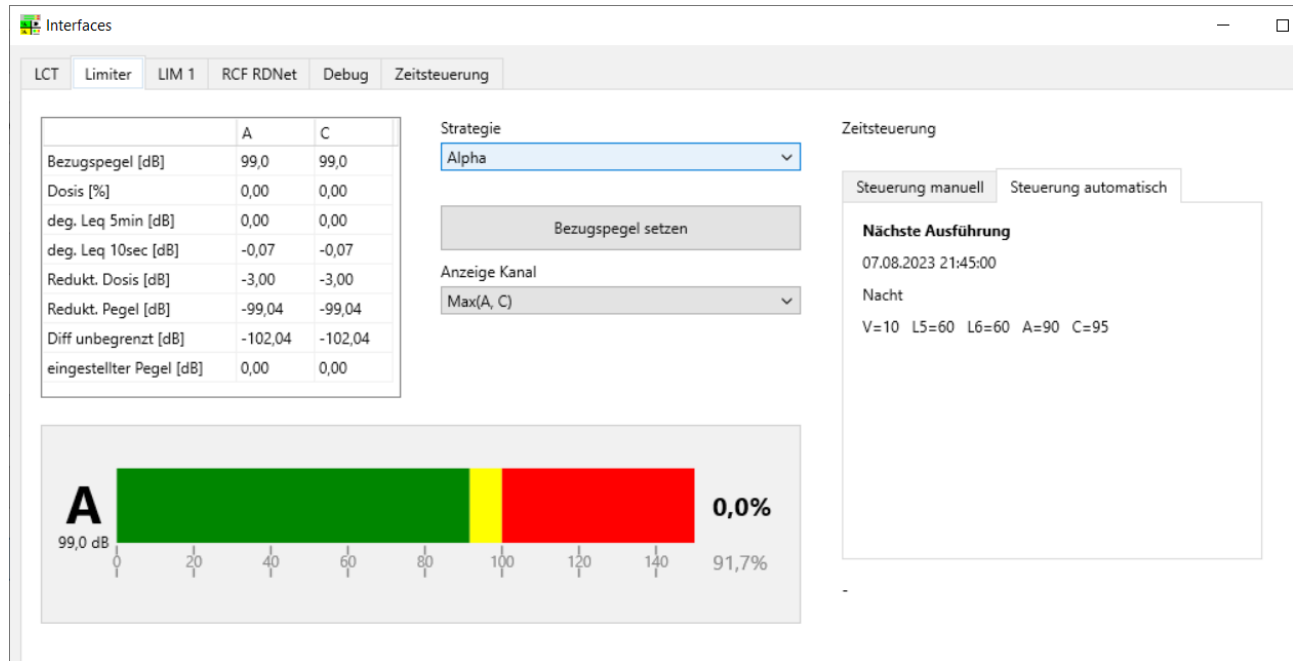 Interfaces
LCT Limiter LIM 1 RCF RDNet Debug Zeitsteuerung
A C
Bezugspegel [dB] 99,0 99,0
Dosis [%] 0,00 0,00
deg. Leq 5min [dB] 0,00 0,00
deg. Leq 10sec [dB] -0,07 -0,07
Redukt. Dosis [dB] -3,00 -3,00
Redukt. Pegel [dB] -99,04 -99,04
Diff unbegrenzt [dB] -102,04 -102,04
eingestellter Pegel [dB] 0,00 0,00
Strategie
Alpha
Bezugspegel setzen
Anzeige Kanal
Max(A, C)
Zeitsteuerung
Steuerung manuell Steuerung automatisch
Nächste Ausführung
07.08.2023 21:45:00
Nacht
V=10 L5=60 L6=60 A=90 C=95
-
A
99,0 dB
0 20 40 60 80 100 120 140
0,0%
91,7%